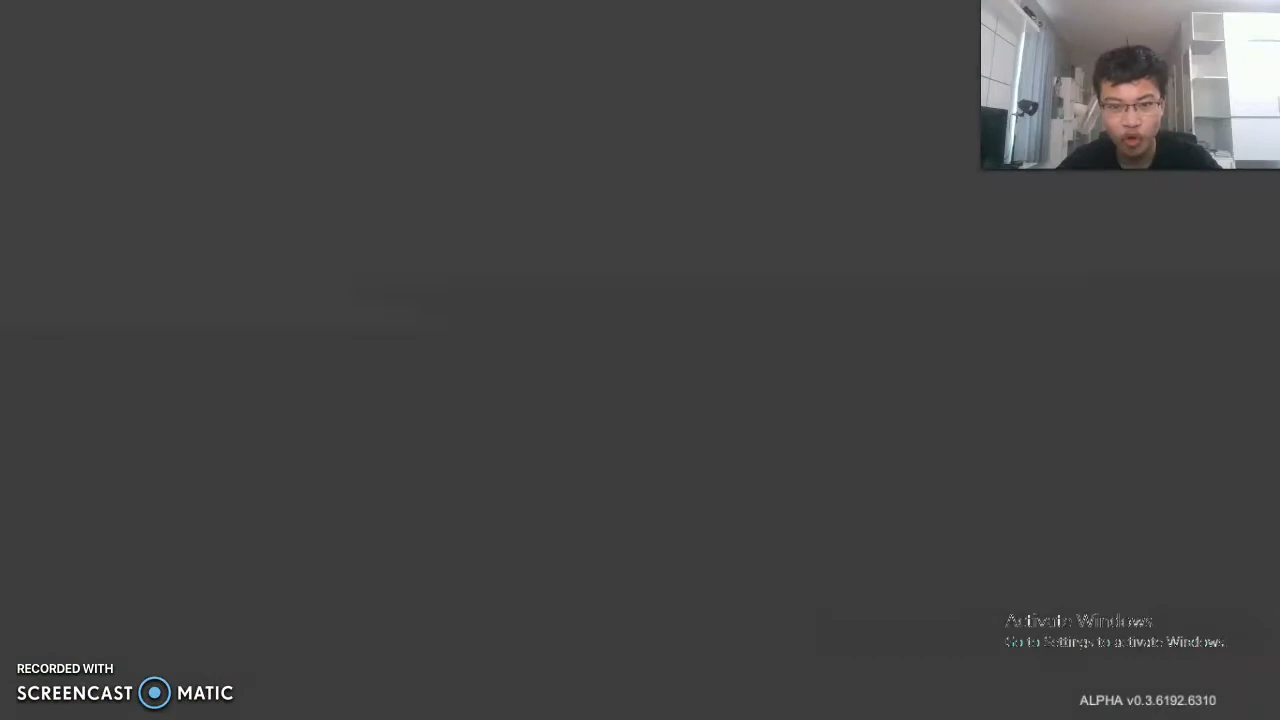 Activate Windows
Go to Settings to activate Windows.
RECORDED WITH
SCREENCAST MATIC
ALPHA v0.3.6192.6310